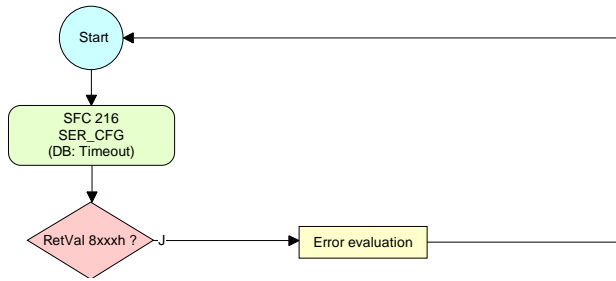 Start
SFC 216
SER_CFG
(DB: Timeout)
RetVal 8xxxh ?
J
Error evaluation